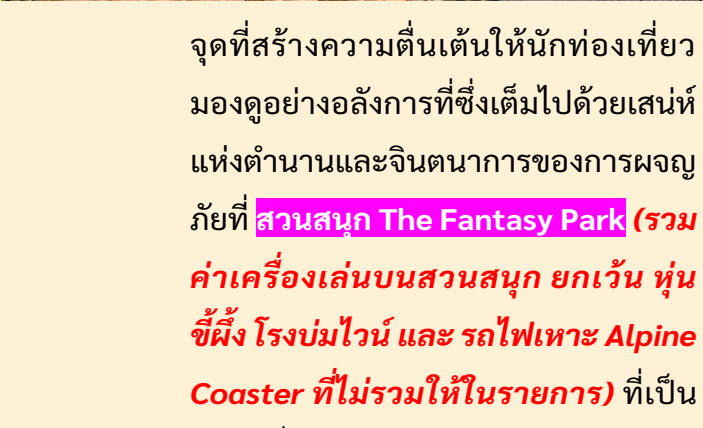 จุดที่สร้างความตื่นเต้นให้นักท่องเที่ยว
มองดูอย่างอลังการที่ซึ่งเต็มไปด้วยเสน่ห์
แห่งตำนานและจินตนาการของการผจญ
ภัยที่ สวนสนุก The Fantasy Park (รวม
ค่าเครื่องเล่นบนสวนสนุก ยกเว้น หุ่น
ขี้ผึ้ง โรงบ่มไวน์ และ รถไฟเหาะ Alpine
Coaster ที่ไม่รวมให้ในรายการ) ที่เป็น